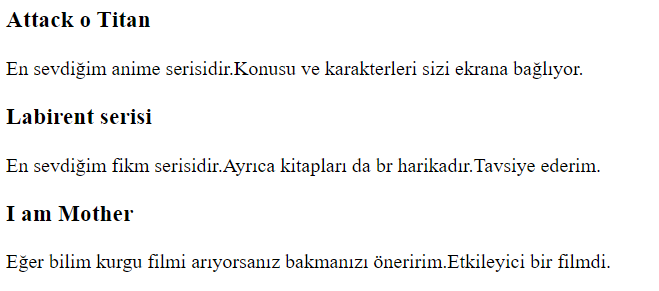 Attack o Titan
En sevdiğim anime serisidir.Konusu ve karakterleri sizi ekrana bağlıyor.
Labirent serisi
En sevdiğim fikm serisidir.Ayrıca kitapları da br harikadır.Tavsiye ederim.
I am Mother
Eğer bilim kurgu filmi arıyorsanız bakmanızı öneririm.Etkileyici bir filmdi.